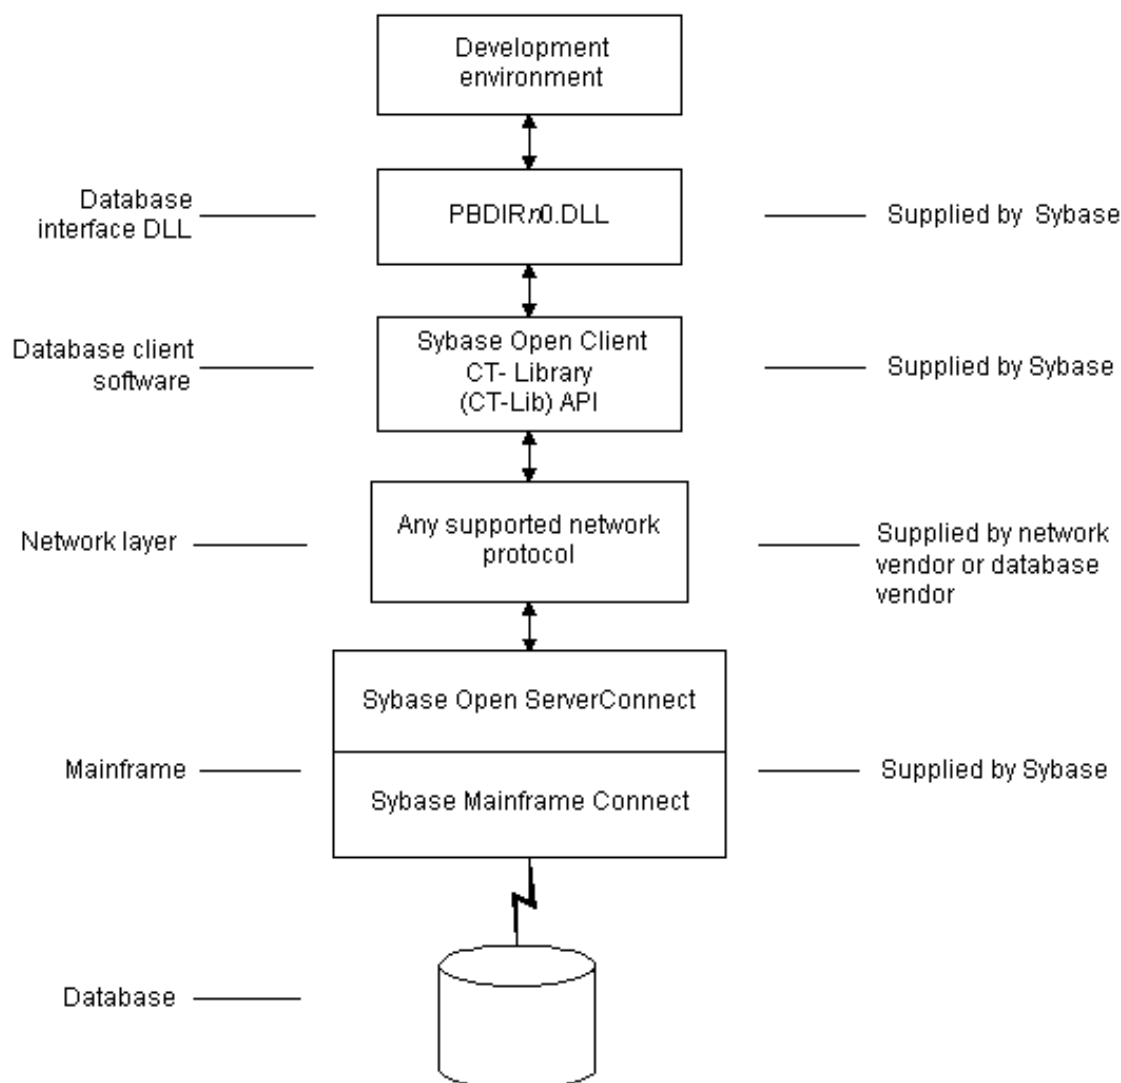 Development
environment
Database
interface DLL
PBDIRn0.DLL
Supplied by Sybase
Database client
software
Sybase Open Client
CT- Library
(CT-Lib) API
Supplied by Sybase
Network layer
Any supported network
protocol
Supplied by network
vendor or database
vendor
Sybase Open ServerConnect
Mainframe
Sybase Mainframe Connect
Supplied by Sybase
Database